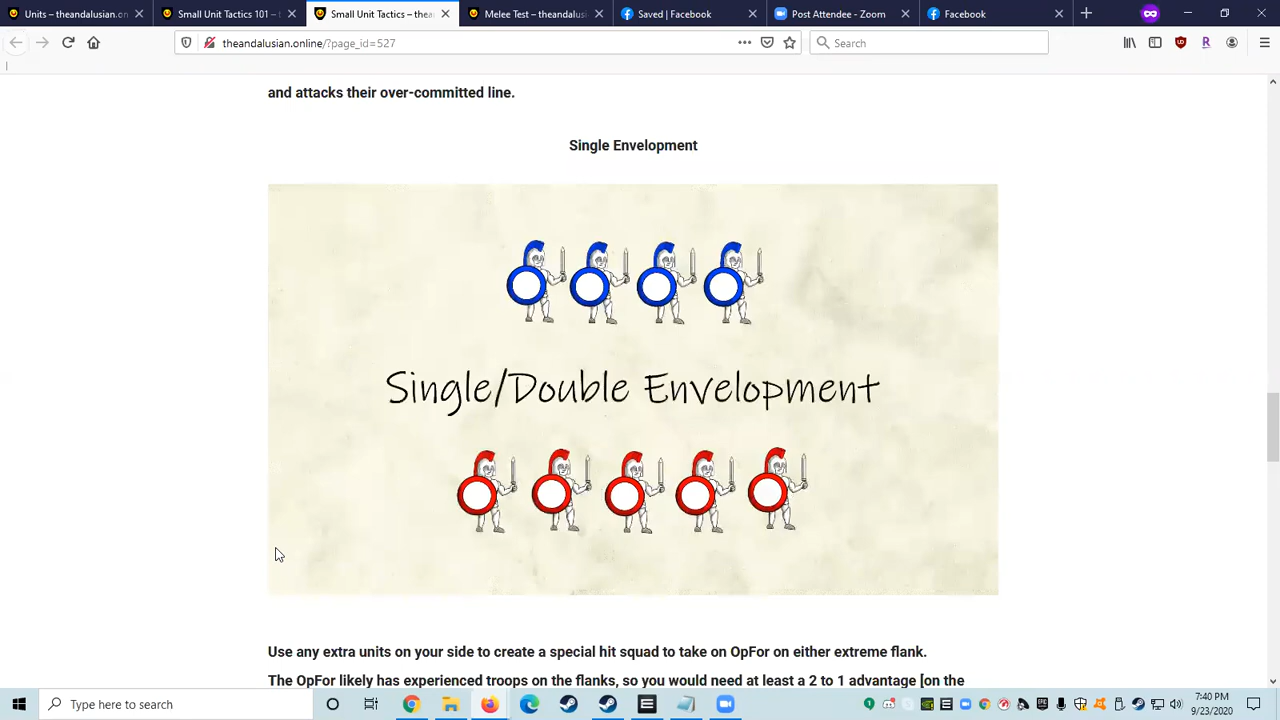 Units – theandalusian.on
Small Unit Tactics 101 – t
Small Unit Tactics – thea
Melee Test – theandalusi
Saved | Facebook
Post Attendee - Zoom
Facebook
theandalusian.online/?page_id=527
Search
and attacks their over-committed line.
Single Envelopment
Single/Double Envelopment
Use any extra units on your side to create a special hit squad to take on OpFor on either extreme flank.
The OpFor likely has experienced troops on the flanks, so you would need at least a 2 to 1 advantage [on the
Type here to search
7:40 PM
9/23/2020